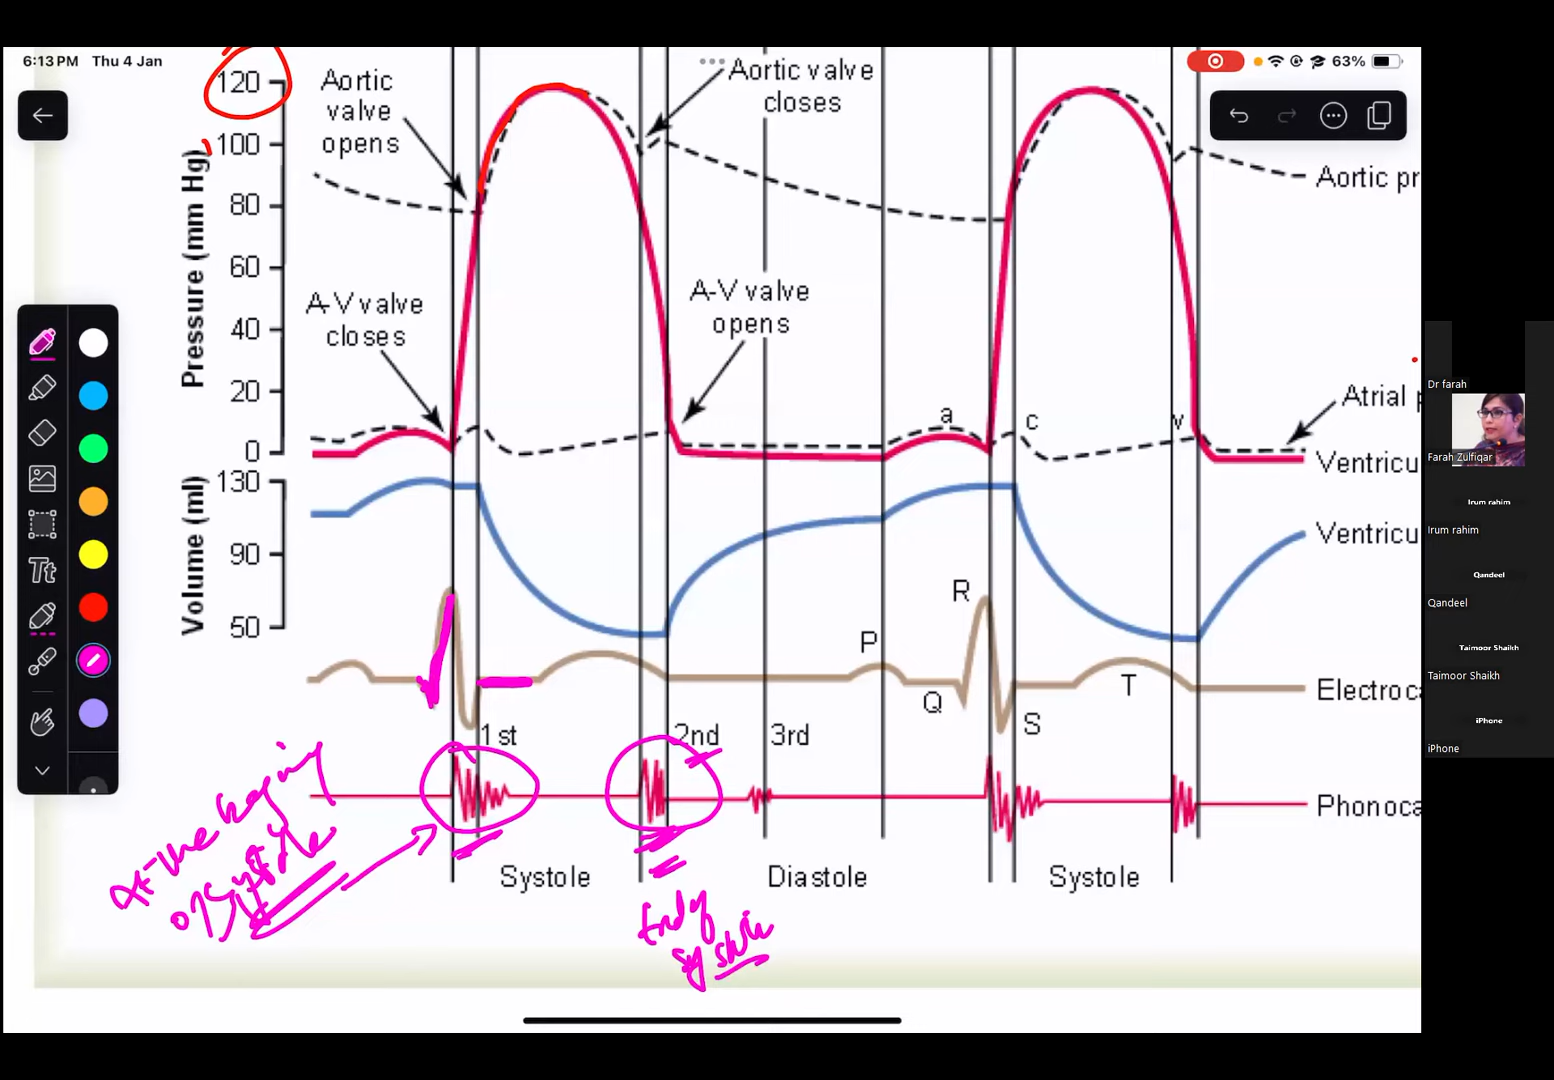 6:13 PM Thu 4 Jan
63%
120
100
80
60
40
20
0
Pressure (mm Hg)
Aortic
valve
opens
Aortic valve
closes
Aortic pr
A-V valve
closes
A-V valve
opens
a
c
v
Atrial p
Ventricu
130
90
50
Volume (ml)
Ventricu
R
P
Q
S
T
Electroca
1st
2nd
3rd
Phonoca
Systole
Diastole
Systole
At the
of Systole
End of
Tt
Dr farah
Farah Zulfiqar
Irum rahim
Irum rahim
Qandeel
Qandeel
Taimoor Shaikh
Taimoor Shaikh
iPhone
iPhone